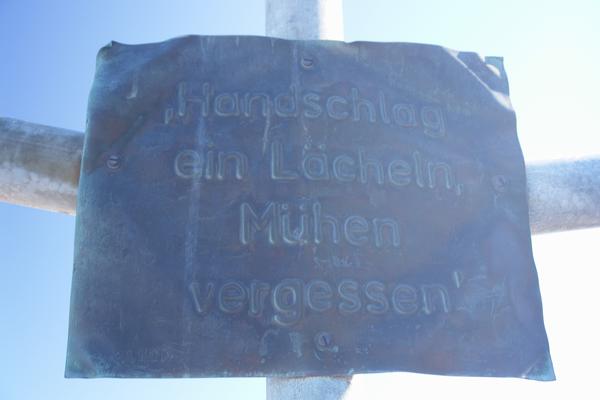 ‚Handschlag
ein Lächeln,
Mühen
vergessen'